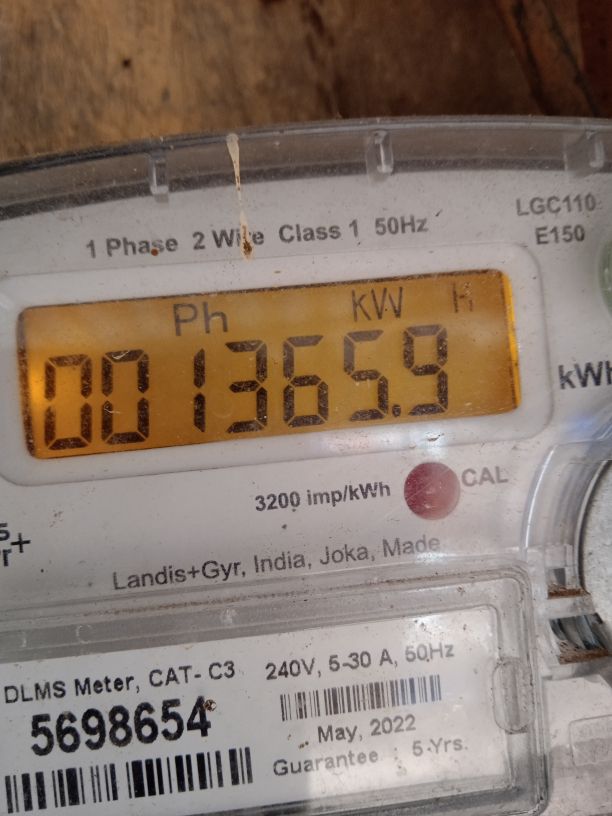 LGC110
E150
1 Phase 2 Wire Class 1 50Hz
Ph KW H
001365.9
kWh
3200 imp/kWh CAL
Landis+Gyr, India, Joka, Made
DLMS Meter, CAT- C3
240V, 5-30 A, 50Hz
5698654
May, 2022
Guarantee : 5 Yrs.